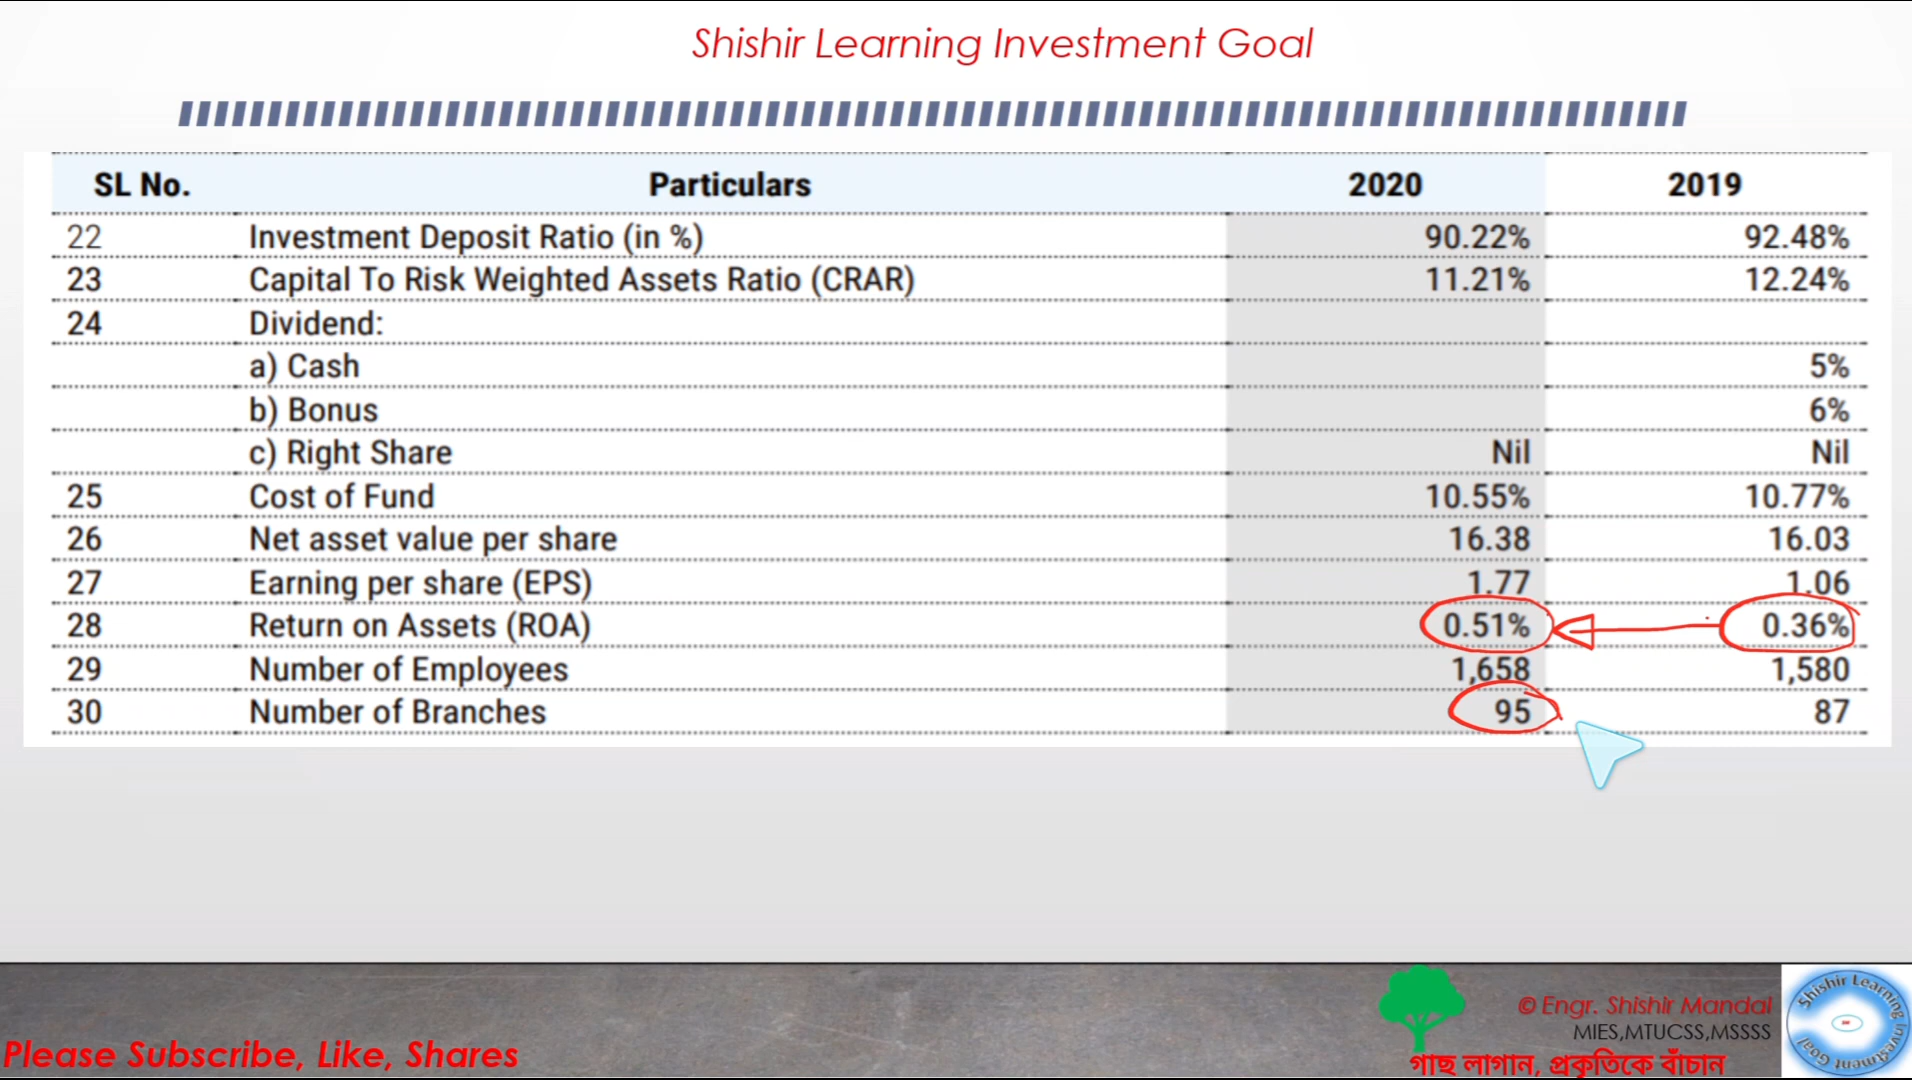 Shishir Learning Investment Goal
SL No. Particulars 2020 2019
22 Investment Deposit Ratio (in %) 90.22% 92.48%
23 Capital To Risk Weighted Assets Ratio (CRAR) 11.21% 12.24%
24 Dividend:
a) Cash 5%
b) Bonus 6%
c) Right Share Nil Nil
25 Cost of Fund 10.55% 10.77%
26 Net asset value per share 16.38 16.03
27 Earning per share (EPS) 1.77 1.06
28 Return on Assets (ROA) 0.51% 0.36%
29 Number of Employees 1,658 1,580
30 Number of Branches 95 87
© Engr. Shishir Mandal
MIES,MTUCSS,MSSSS
Please Subscribe, Like, Shares
গাছ লাগান, প্রকৃতিকে বাঁচান
Shishir Learning Investment Goal